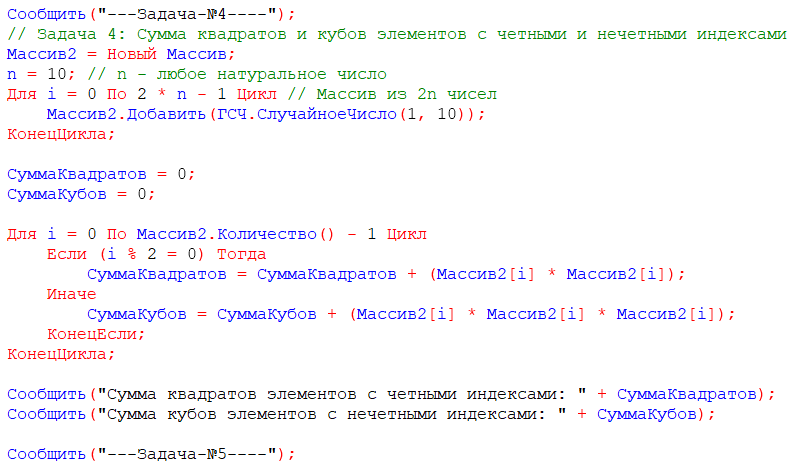 Сообщить("---Задача-№4----");
// Задача 4: Сумма квадратов и кубов элементов с четными и нечетными индексами
Массив2 = Новый Массив;
n = 10; // n - любое натуральное число
Для i = 0 По 2 * n - 1 Цикл // Массив из 2n чисел
    Массив2.Добавить(ГСЧ.СлучайноеЧисло(1, 10));
КонецЦикла;

СуммаКвадратов = 0;
СуммаКубов = 0;

Для i = 0 По Массив2.Количество() - 1 Цикл
    Если (i % 2 = 0) Тогда
        СуммаКвадратов = СуммаКвадратов + (Массив2[i] * Массив2[i]);
    Иначе
        СуммаКубов = СуммаКубов + (Массив2[i] * Массив2[i] * Массив2[i]);
    КонецЕсли;
КонецЦикла;

Сообщить("Сумма квадратов элементов с четными индексами: " + СуммаКвадратов);
Сообщить("Сумма кубов элементов с нечетными индексами: " + СуммаКубов);

Сообщить("---Задача-№5----");